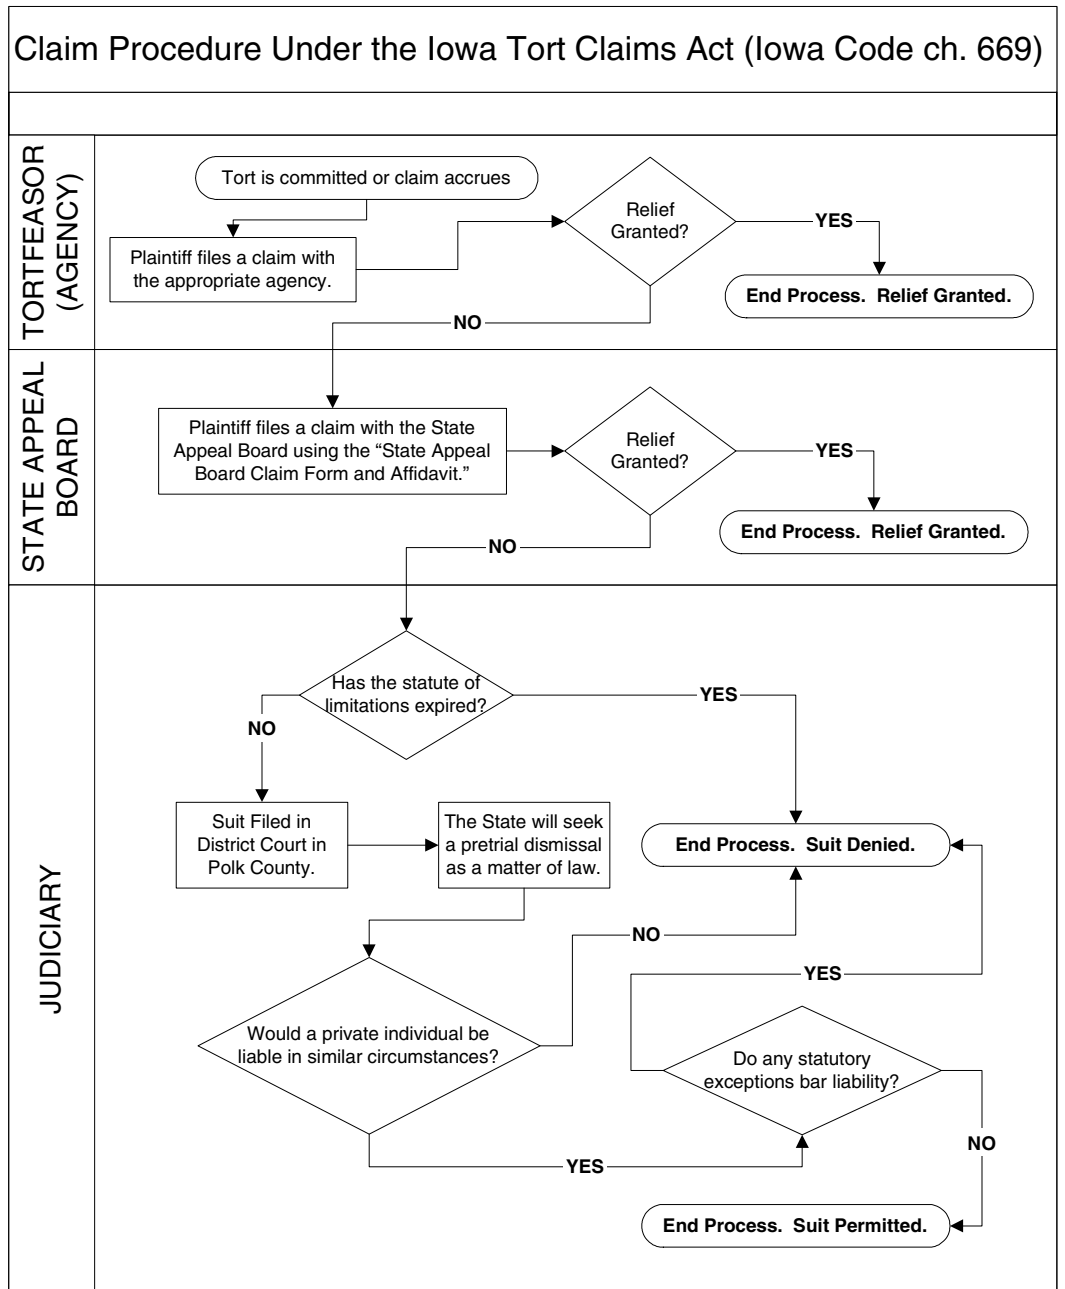 Claim Procedure Under the Iowa Tort Claims Act (Iowa Code ch. 669)
TORTFEASOR
(AGENCY)
Tort is committed or claim accrues
Plaintiff files a claim with
the appropriate agency.
Relief
Granted?
YES
End Process.  Relief Granted.
NO
STATE APPEAL
BOARD
Plaintiff files a claim with the State
Appeal Board using the “State Appeal
Board Claim Form and Affidavit.”
Relief
Granted?
YES
End Process.  Relief Granted.
NO
JUDICIARY
Has the statute of
limitations expired?
YES
NO
Suit Filed in
District Court in
Polk County.
The State will seek
a pretrial dismissal
as a matter of law.
End Process.  Suit Denied.
NO
YES
Would a private individual be
liable in similar circumstances?
Do any statutory
exceptions bar liability?
YES
NO
End Process.  Suit Permitted.